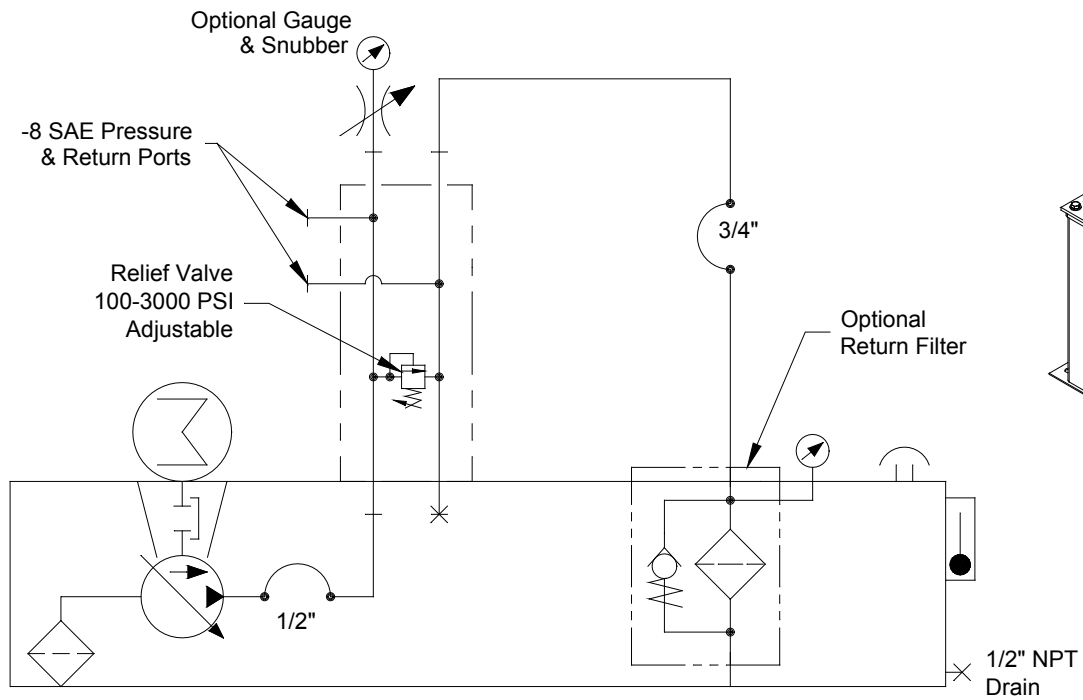 Optional Gauge
& Snubber
-8 SAE Pressure
& Return Ports
3/4"
Relief Valve
100-3000 PSI
Adjustable
Optional
Return Filter
1/2"
1/2" NPT
Drain